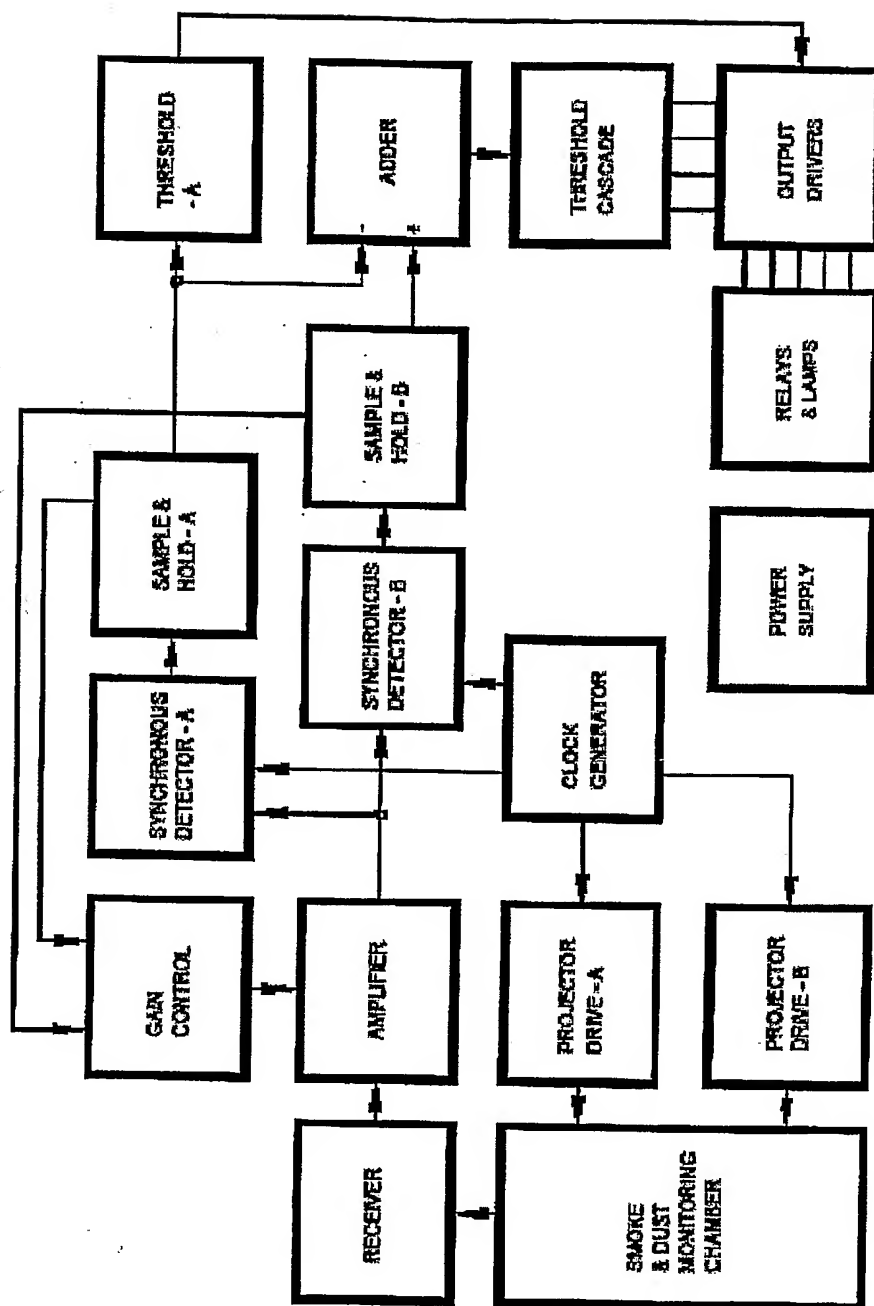 GAIN
CONTROL
SYNCHRONOUS
DETECTOR - A
SAMPLE &
HOLD - A
THRESHOLD
- A
RECEIVER
AMPLIFIER
SYNCHRONOUS
DETECTOR - B
SAMPLE &
HOLD - B
-
+
ADDER
SMOKE
& DUST
MONITORING
CHAMBER
PROJECTOR
DRIVE - A
CLOCK
GENERATOR
THRESHOLD
CASCADE
PROJECTOR
DRIVE - B
POWER
SUPPLY
RELAYS
& LAMPS
OUTPUT
DRIVERS